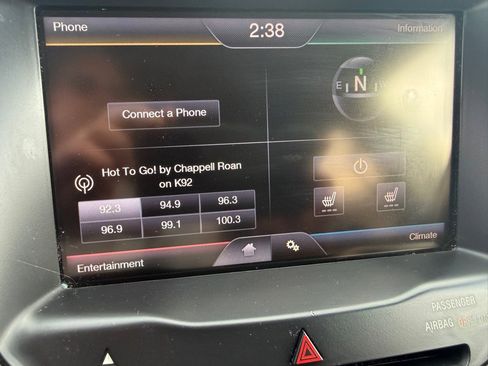 Phone
2:38
Information
E N W
Connect a Phone
Hot To Go! by Chappell Roan
on K92
92.3 94.9 96.3
96.9 99.1 100.3
Entertainment
Climate
PASSENGER
AIRBAG OFF